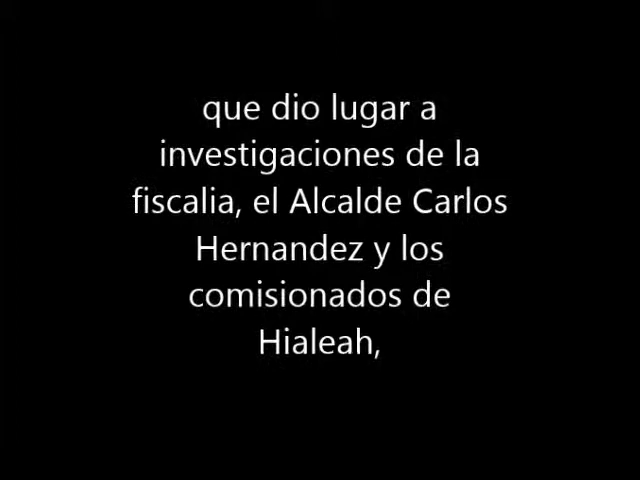 que dio lugar a
investigaciones de la
fiscalia, el Alcalde Carlos
Hernandez y los
comisionados de
Hialeah,